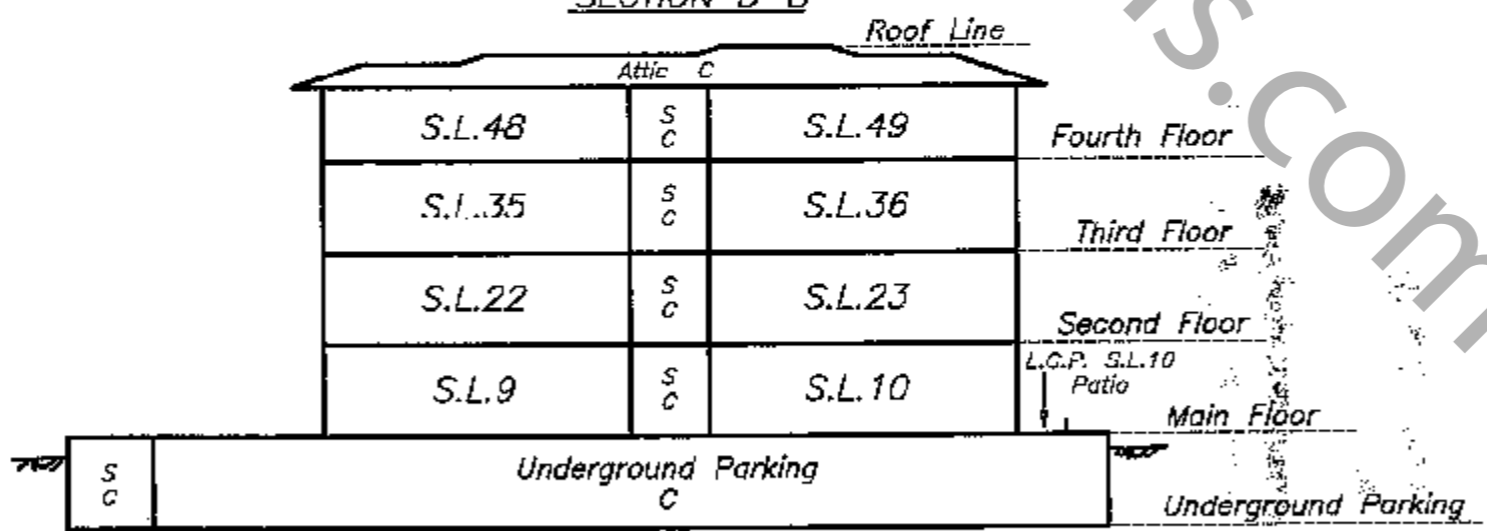 SECTION B-B
Roof Line
Attic C
S.L.48
S
C
S.L.49
Fourth Floor
S.L.35
S
C
S.L.36
Third Floor
S.L.22
S
C
S.L.23
Second Floor
L.C.P. S.L.10
Patio
S.L.9
S
C
S.L.10
Main Floor
S
C
Underground Parking
C
Underground Parking
s.com